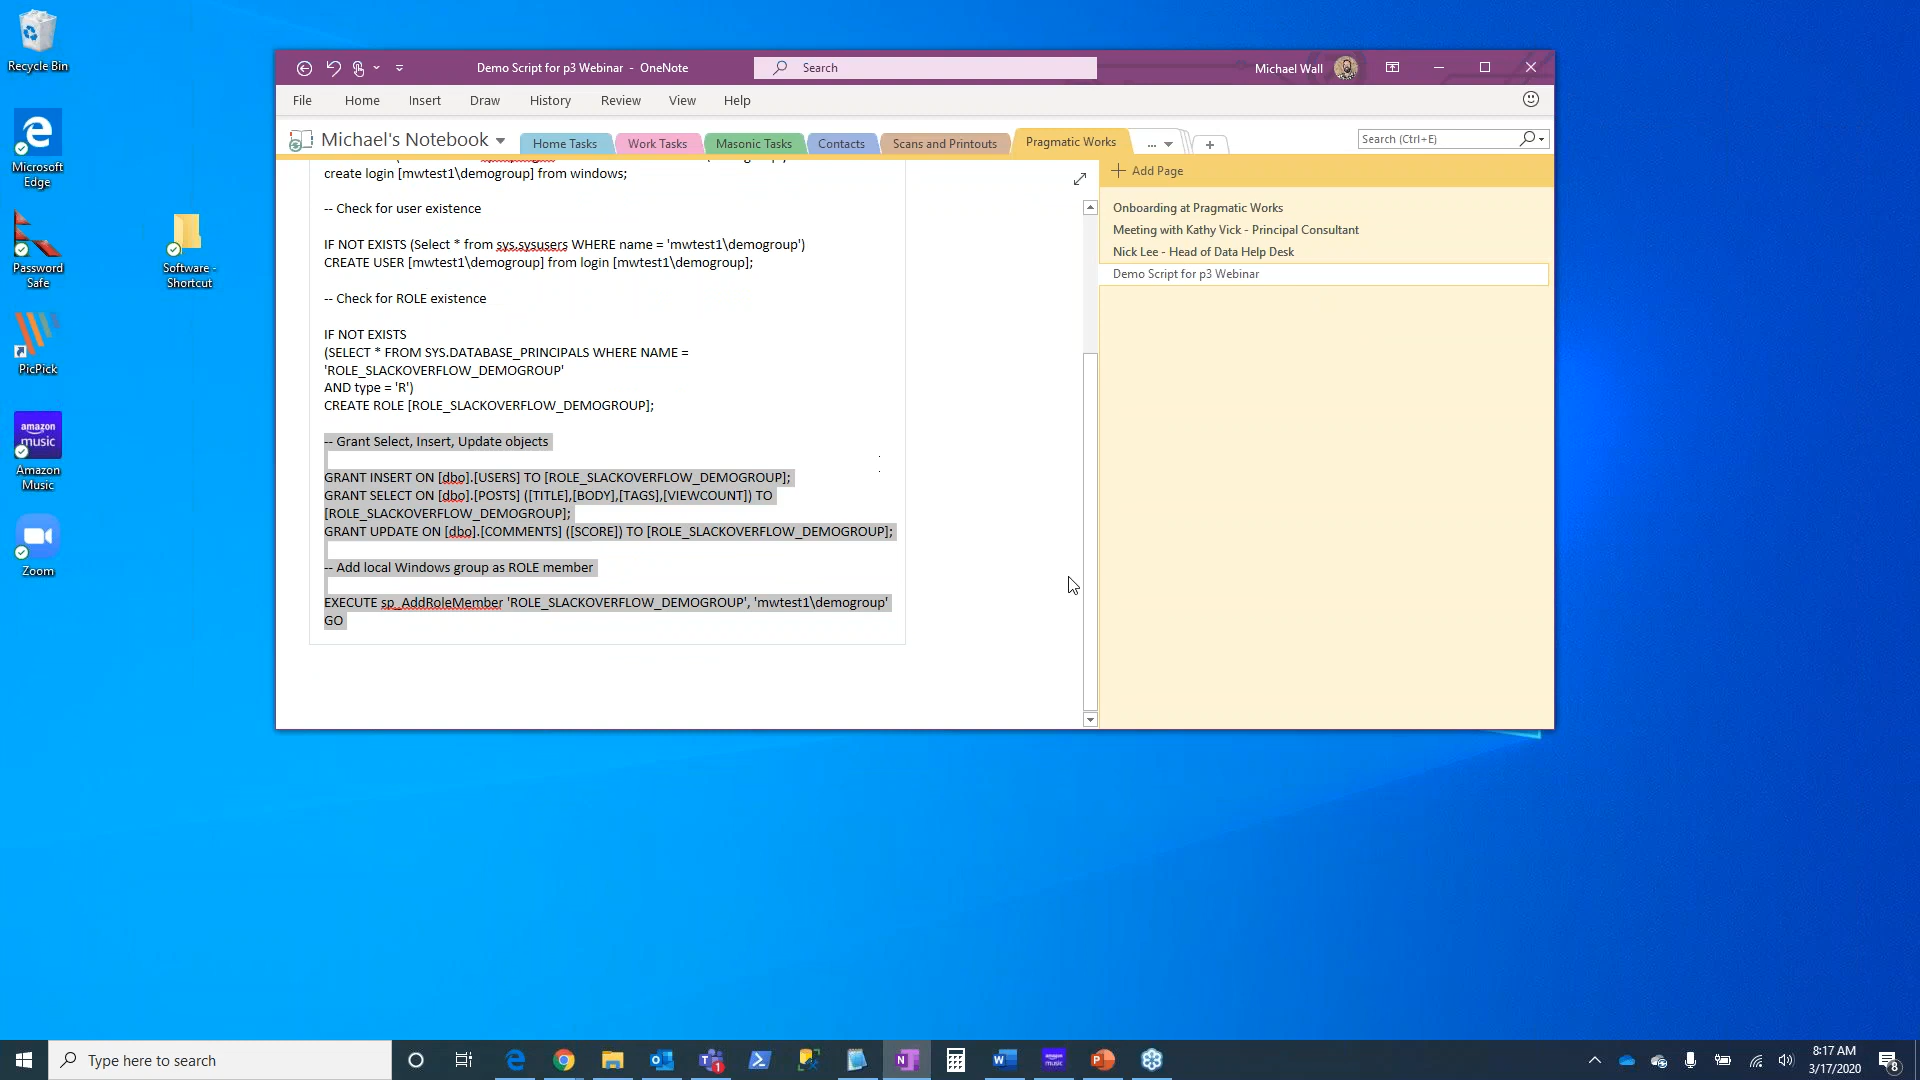 Recycle Bin
Microsoft
Edge
Password
Safe
Software -
Shortcut
PicPick
amazon
music
Amazon
Music
Zoom
Demo Script for p3 Webinar - OneNote
Search
Michael Wall
File Home Insert Draw History Review View Help
Michael's Notebook
Home Tasks Work Tasks Masonic Tasks Contacts Scans and Printouts Pragmatic Works ... +
Search (Ctrl+E)
create login [mwtest1\demogroup] from windows;
-- Check for user existence
IF NOT EXISTS (Select * from sys.sysusers WHERE name = 'mwtest1\demogroup')
CREATE USER [mwtest1\demogroup] from login [mwtest1\demogroup];
-- Check for ROLE existence
IF NOT EXISTS
(SELECT * FROM SYS.DATABASE_PRINCIPALS WHERE NAME =
'ROLE_SLACKOVERFLOW_DEMOGROUP'
AND type = 'R')
CREATE ROLE [ROLE_SLACKOVERFLOW_DEMOGROUP];
-- Grant Select, Insert, Update objects
GRANT INSERT ON [dbo].[USERS] TO [ROLE_SLACKOVERFLOW_DEMOGROUP];
GRANT SELECT ON [dbo].[POSTS] ([TITLE],[BODY],[TAGS],[VIEWCOUNT]) TO
[ROLE_SLACKOVERFLOW_DEMOGROUP];
GRANT UPDATE ON [dbo].[COMMENTS] ([SCORE]) TO [ROLE_SLACKOVERFLOW_DEMOGROUP];
-- Add local Windows group as ROLE member
EXECUTE sp_AddRoleMember 'ROLE_SLACKOVERFLOW_DEMOGROUP', 'mwtest1\demogroup'
GO
Add Page
Onboarding at Pragmatic Works
Meeting with Kathy Vick - Principal Consultant
Nick Lee - Head of Data Help Desk
Demo Script for p3 Webinar
Type here to search
1
8:17 AM
3/17/2020
8